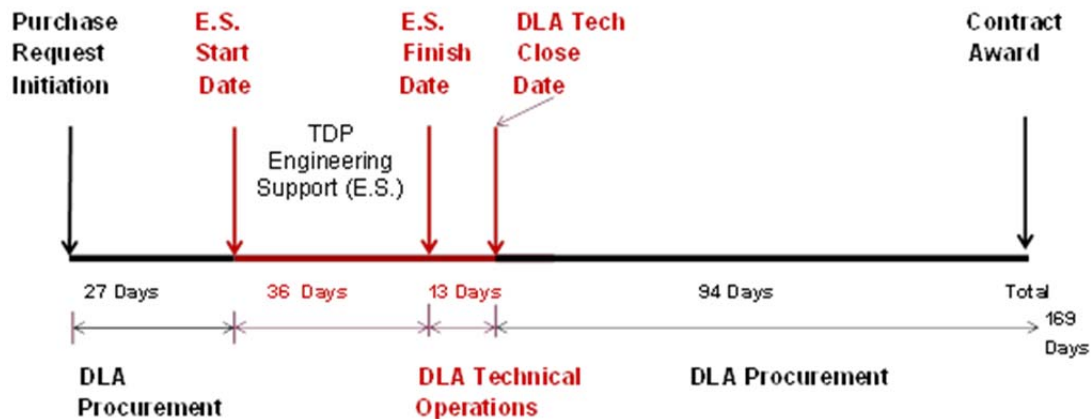 Purchase
Request
Initiation
E.S.
Start
Date
E.S.
Finish
Date
DLA Tech
Close
Date
Contract
Award
TDP
Engineering
Support (E.S.)
27 Days
36 Days
13 Days
94 Days
Total
169
Days
DLA
Procurement
DLA Technical
Operations
DLA Procurement